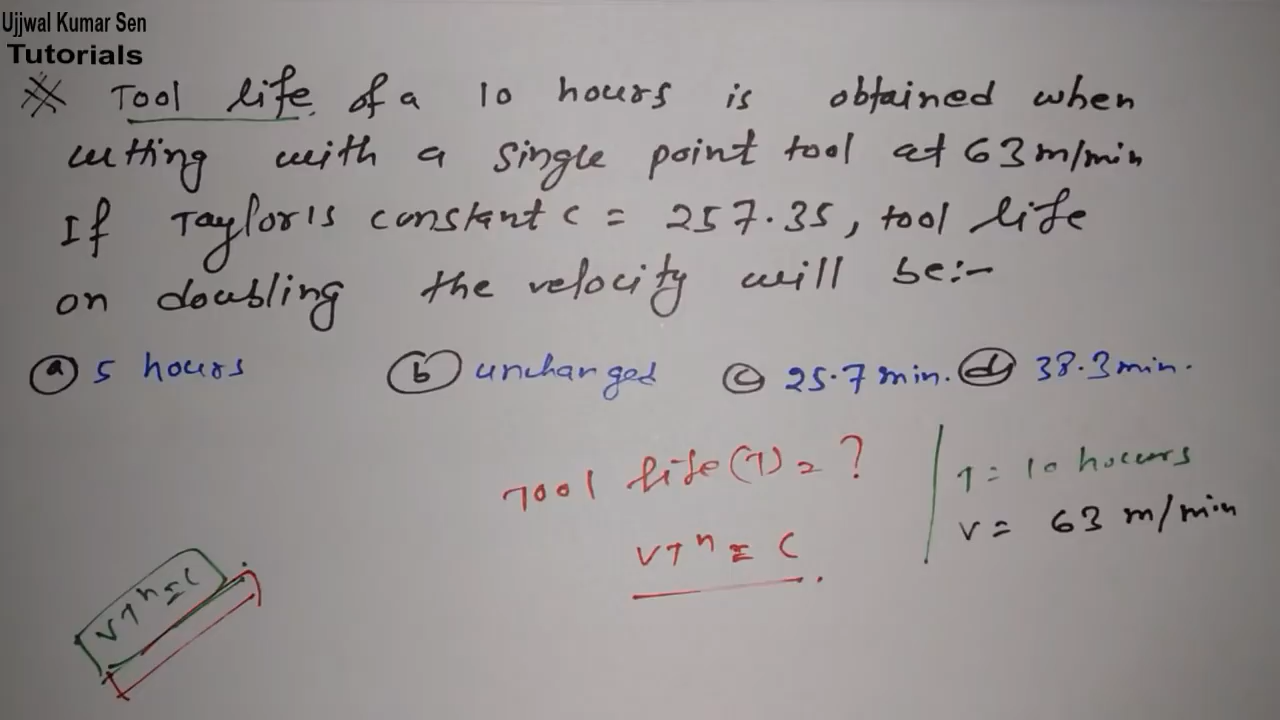 Ujjwal Kumar Sen
Tutorials
Tool life of a 10 hours is obtained when
cutting with a single point tool at 63 m/min
If Taylor's constant C = 257.35, tool life
on doubling the velocity will be:-
(a) 5 hours (b) unchanged (c) 25.7 min. (d) 38.3 min.
Tool life (T) = ?
T = 10 hours
V = 63 m/min
VTⁿ = C
VTⁿ = C